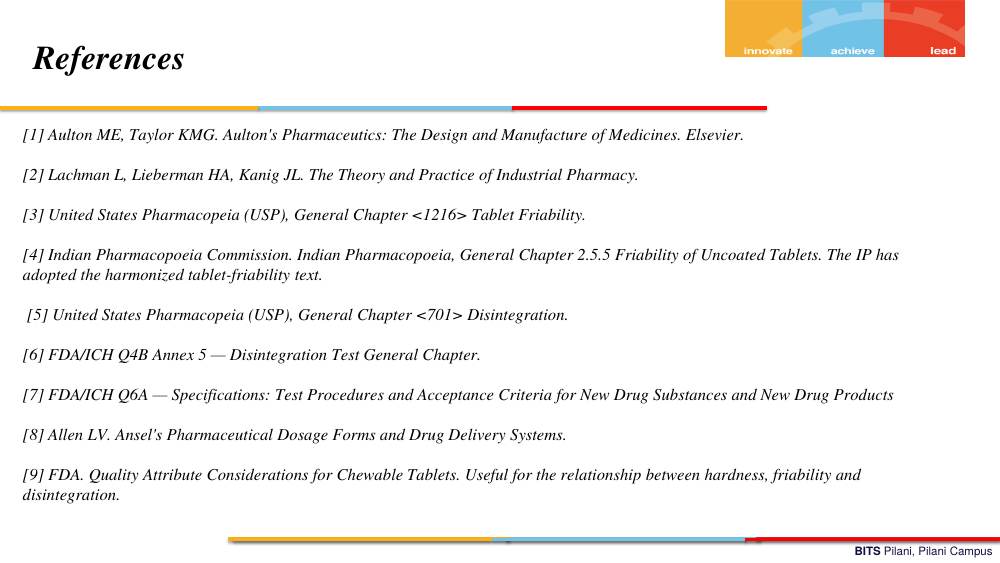 innovate achieve lead
References
[1] Aulton ME, Taylor KMG. Aulton's Pharmaceutics: The Design and Manufacture of Medicines. Elsevier.
[2] Lachman L, Lieberman HA, Kanig JL. The Theory and Practice of Industrial Pharmacy.
[3] United States Pharmacopeia (USP), General Chapter <1216> Tablet Friability.
[4] Indian Pharmacopoeia Commission. Indian Pharmacopoeia, General Chapter 2.5.5 Friability of Uncoated Tablets. The IP has
adopted the harmonized tablet-friability text.
[5] United States Pharmacopeia (USP), General Chapter <701> Disintegration.
[6] FDA/ICH Q4B Annex 5 — Disintegration Test General Chapter.
[7] FDA/ICH Q6A — Specifications: Test Procedures and Acceptance Criteria for New Drug Substances and New Drug Products
[8] Allen LV. Ansel's Pharmaceutical Dosage Forms and Drug Delivery Systems.
[9] FDA. Quality Attribute Considerations for Chewable Tablets. Useful for the relationship between hardness, friability and
disintegration.
BITS Pilani, Pilani Campus